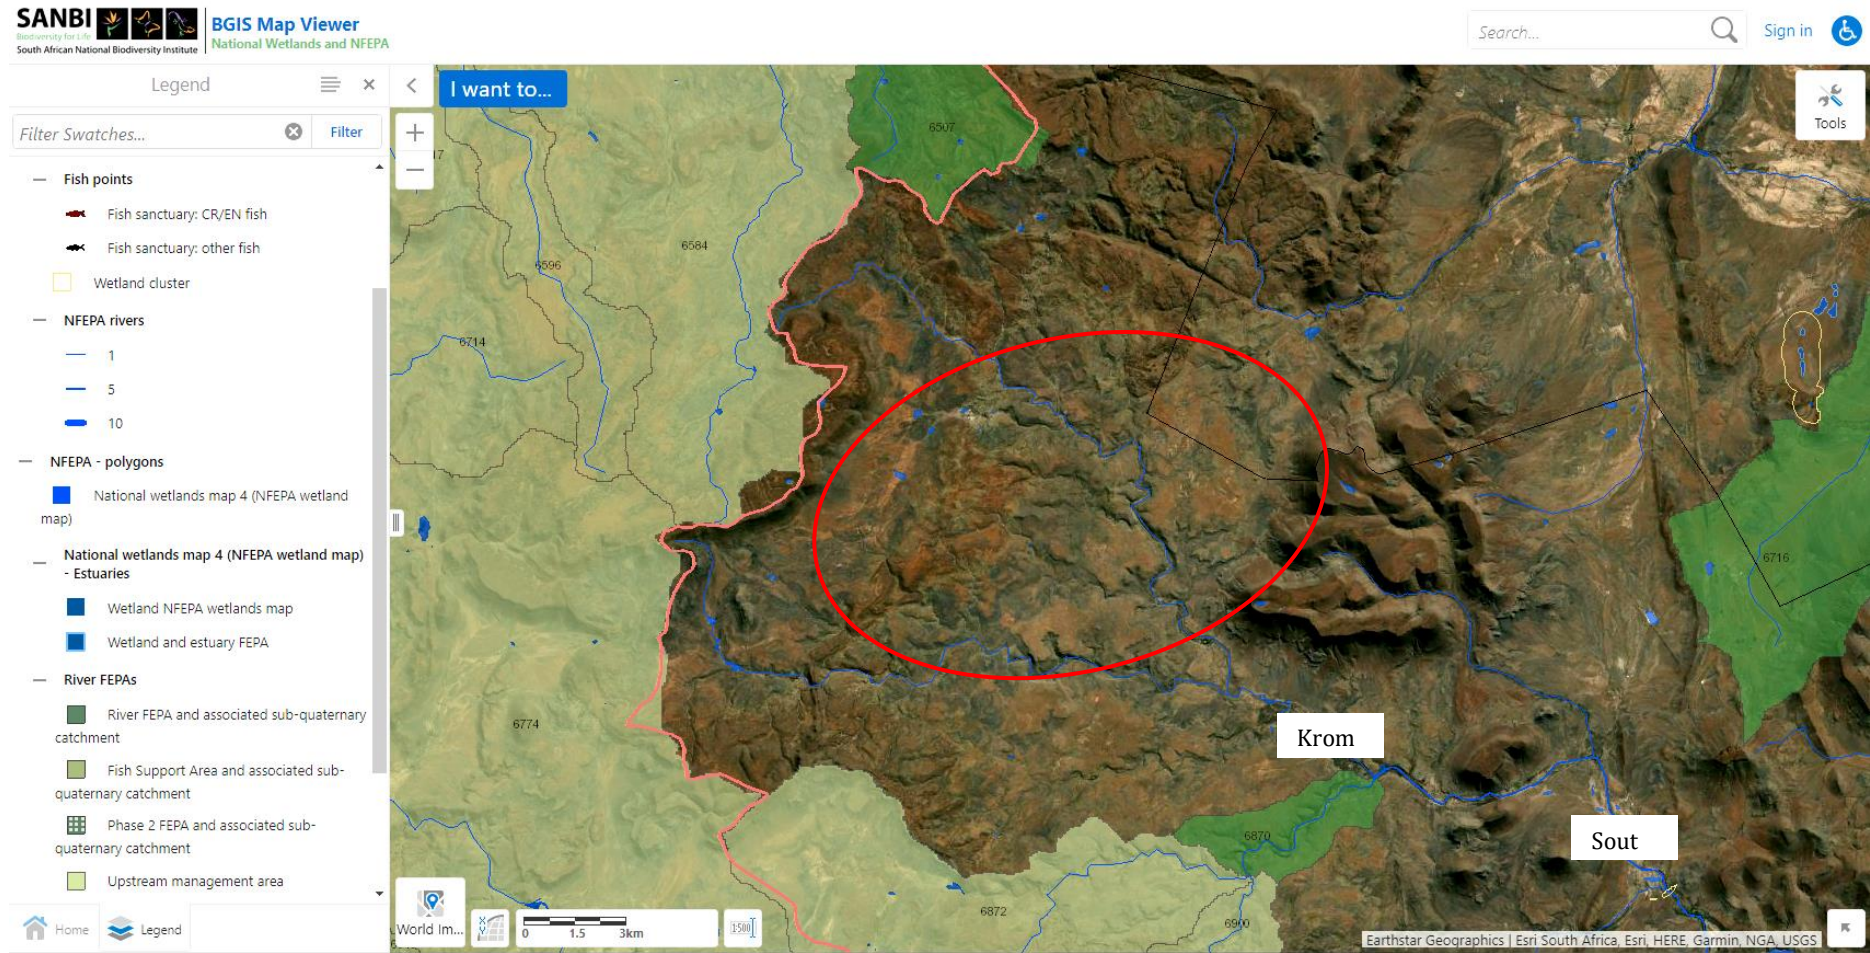 SANBI
Biodiversity for Life
South African National Biodiversity Institute
BGIS Map Viewer
National Wetlands and NFEPA
Search...
Sign in
Legend
I want to...
Filter Swatches...
Filter
Tools
Fish points
Fish sanctuary: CR/EN fish
Fish sanctuary: other fish
Wetland cluster
NFEPA rivers
1
5
10
NFEPA - polygons
National wetlands map 4 (NFEPA wetland
map)
National wetlands map 4 (NFEPA wetland map)
- Estuaries
Wetland NFEPA wetlands map
Wetland and estuary FEPA
River FEPAs
River FEPA and associated sub-quaternary
catchment
Fish Support Area and associated sub-
quaternary catchment
Phase 2 FEPA and associated sub-
quaternary catchment
Upstream management area
Home
Legend
6507
17
6584
6596
6714
6716
6774
Krom
6870
Sout
6872
6900
World Im...
X
Y
0 1.5 3km
1:500
Earthstar Geographics | Esri South Africa, Esri, HERE, Garmin, NGA, USGS